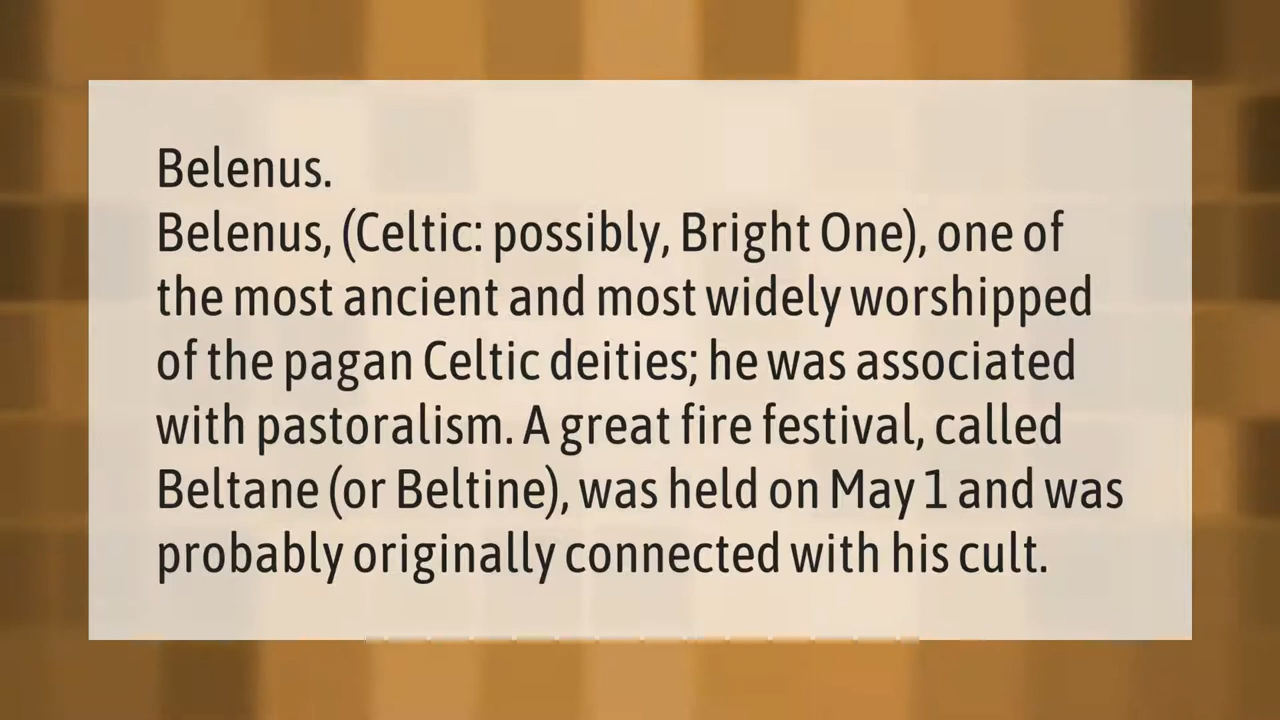 Belenus.
Belenus, (Celtic: possibly, Bright One), one of
the most ancient and most widely worshipped
of the pagan Celtic deities; he was associated
with pastoralism. A great fire festival, called
Beltane (or Beltine), was held on May 1 and was
probably originally connected with his cult.